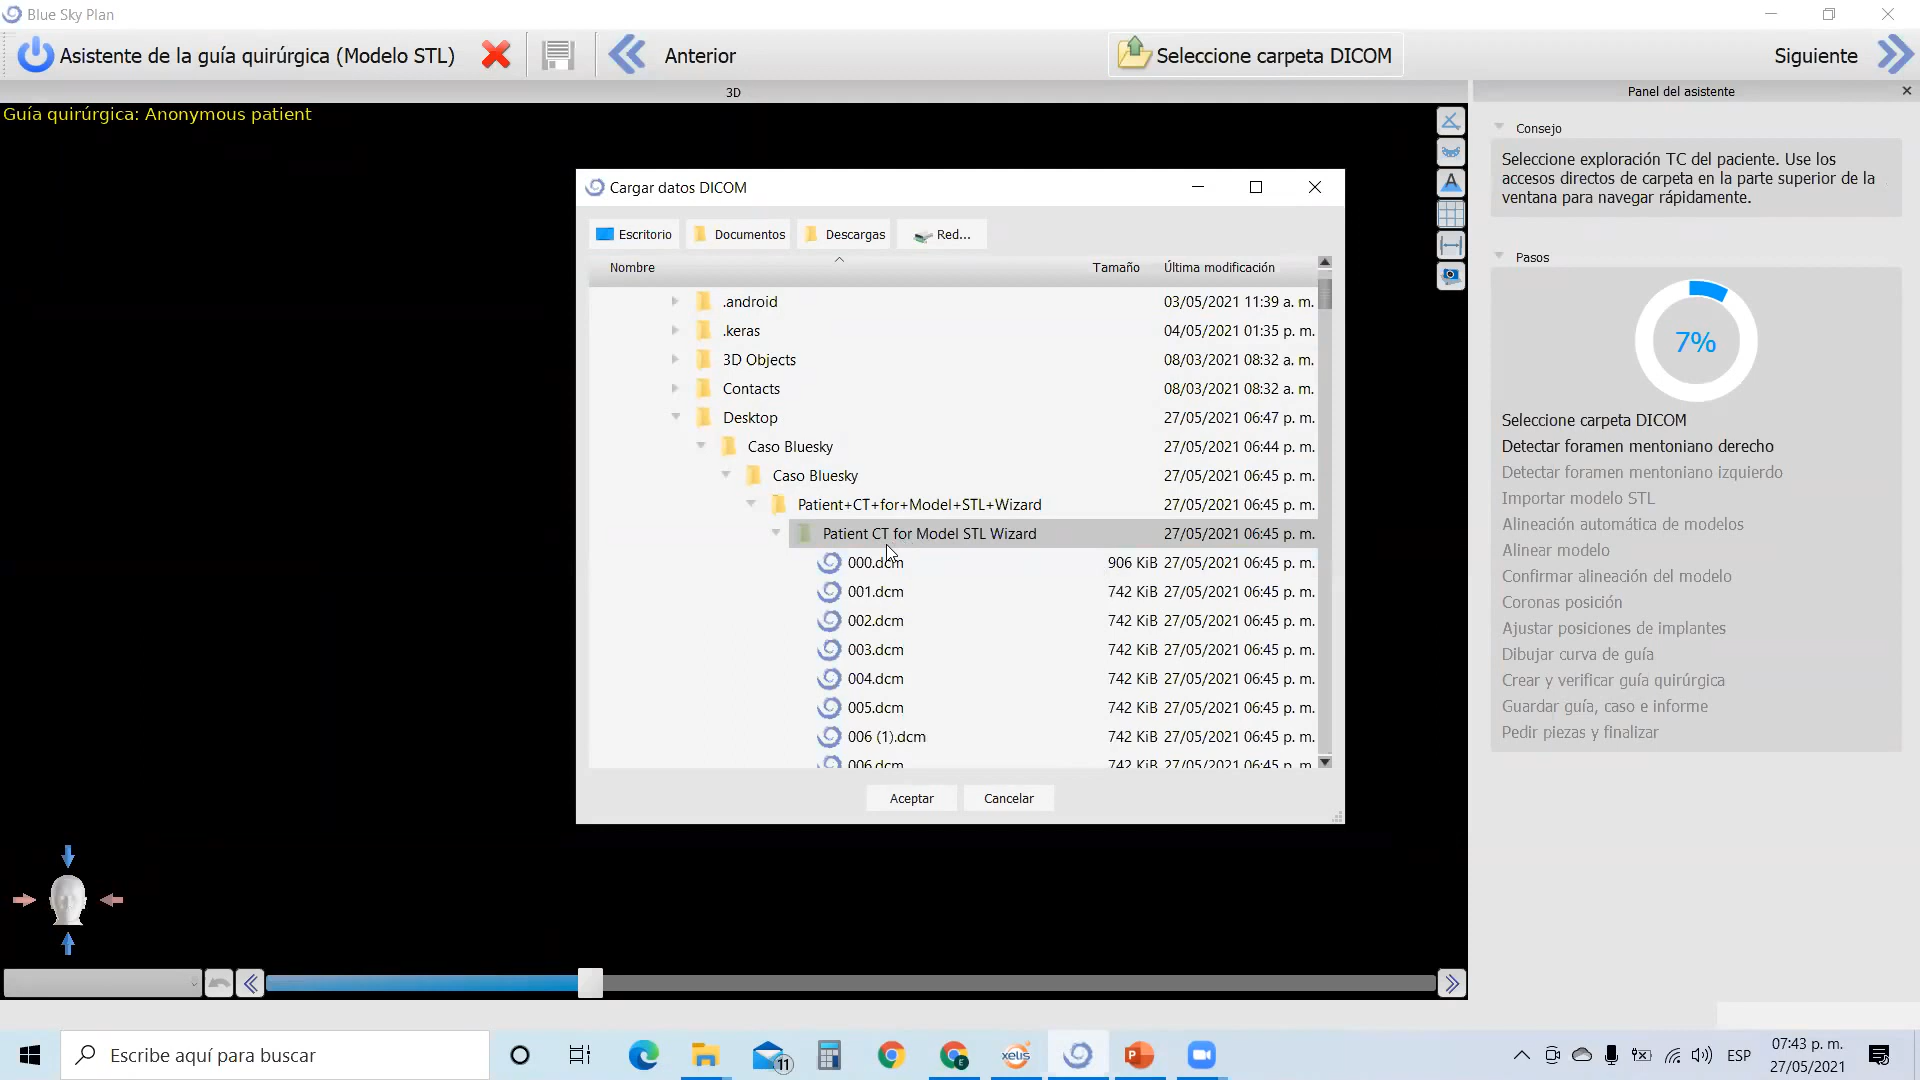 Blue Sky Plan
Asistente de la guía quirúrgica (Modelo STL)
Anterior
Seleccione carpeta DICOM
Siguiente
3D
Panel del asistente
Guía quirúrgica: Anonymous patient
Consejo
Seleccione exploración TC del paciente. Use los
accesos directos de carpeta en la parte superior de la
ventana para navegar rápidamente.
Pasos
7%
Seleccione carpeta DICOM
Detectar foramen mentoniano derecho
Detectar foramen mentoniano izquierdo
Importar modelo STL
Alineación automática de modelos
Alinear modelo
Confirmar alineación del modelo
Coronas posición
Ajustar posiciones de implantes
Dibujar curva de guía
Crear y verificar guía quirúrgica
Guardar guía, caso e informe
Pedir piezas y finalizar
Cargar datos DICOM
Escritorio Documentos Descargas Red...
Nombre Tamaño Última modificación
.android 03/05/2021 11:39 a. m.
.keras 04/05/2021 01:35 p. m.
3D Objects 08/03/2021 08:32 a. m.
Contacts 08/03/2021 08:32 a. m.
Desktop 27/05/2021 06:47 p. m.
Caso Bluesky 27/05/2021 06:44 p. m.
Caso Bluesky 27/05/2021 06:45 p. m.
Patient+CT+for+Model+STL+Wizard 27/05/2021 06:45 p. m.
Patient CT for Model STL Wizard 27/05/2021 06:45 p. m.
000.dcm 906 KiB 27/05/2021 06:45 p. m.
001.dcm 742 KiB 27/05/2021 06:45 p. m.
002.dcm 742 KiB 27/05/2021 06:45 p. m.
003.dcm 742 KiB 27/05/2021 06:45 p. m.
004.dcm 742 KiB 27/05/2021 06:45 p. m.
005.dcm 742 KiB 27/05/2021 06:45 p. m.
006 (1).dcm 742 KiB 27/05/2021 06:45 p. m.
006.dcm 742 KiB 27/05/2021 06:45 p. m.
Aceptar Cancelar
Escribe aquí para buscar
11
xelis
ESP
07:43 p. m.
27/05/2021